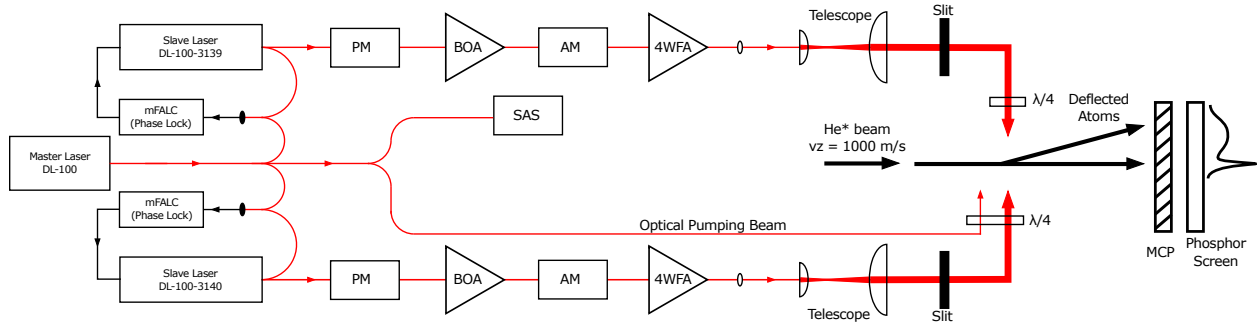 Slave Laser
DL-100-3139
PM
BOA
AM
4WFA
Telescope
Slit
mFALC
(Phase Lock)
SAS
λ/4
Deflected
Atoms
He* beam
vz = 1000 m/s
Master Laser
DL-100
mFALC
(Phase Lock)
Optical Pumping Beam
λ/4
MCP
Phosphor
Screen
Slave Laser
DL-100-3140
PM
BOA
AM
4WFA
Telescope
Slit